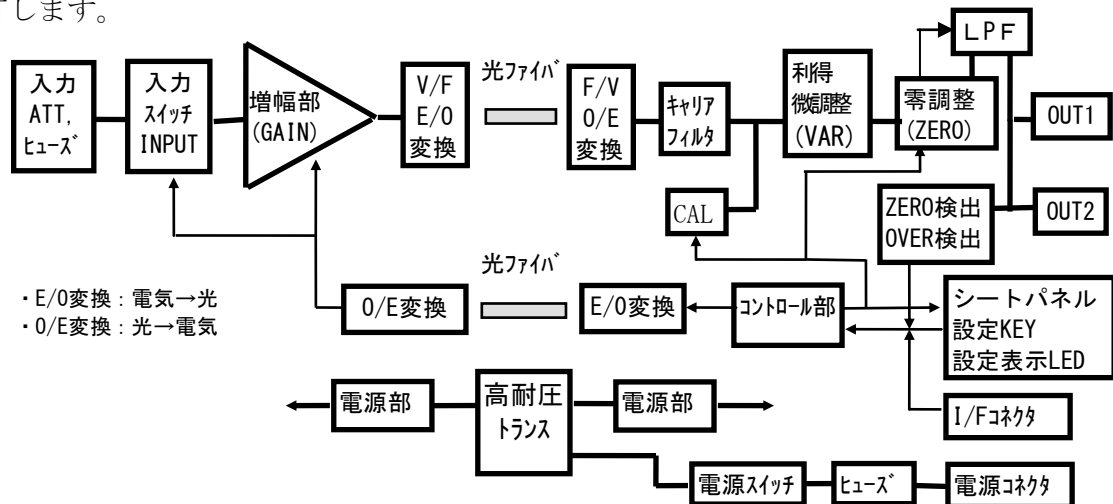 します。
入力
ATT,
ﾋｭｰｽﾞ
入力
ｽｲｯﾁ
INPUT
増幅部
(GAIN)
V/F
E/O
変換
光ﾌｧｲﾊﾞ
F/V
O/E
変換
ｷｬﾘｱ
ﾌｨﾙﾀ
利得
微調整
(VAR)
零調整
(ZERO)
ＬＰＦ
OUT1
CAL
ZERO検出
OVER検出
OUT2
・E/O変換：電気→光
・O/E変換：光→電気
O/E変換
光ﾌｧｲﾊﾞ
E/O変換
ｺﾝﾄﾛｰﾙ部
シートパネル
設定KEY
設定表示LED
I/Fｺﾈｸﾀ
電源部
高耐圧
ﾄﾗﾝｽ
電源部
電源ｽｲｯﾁ
ﾋｭｰｽﾞ
電源ｺﾈｸﾀ